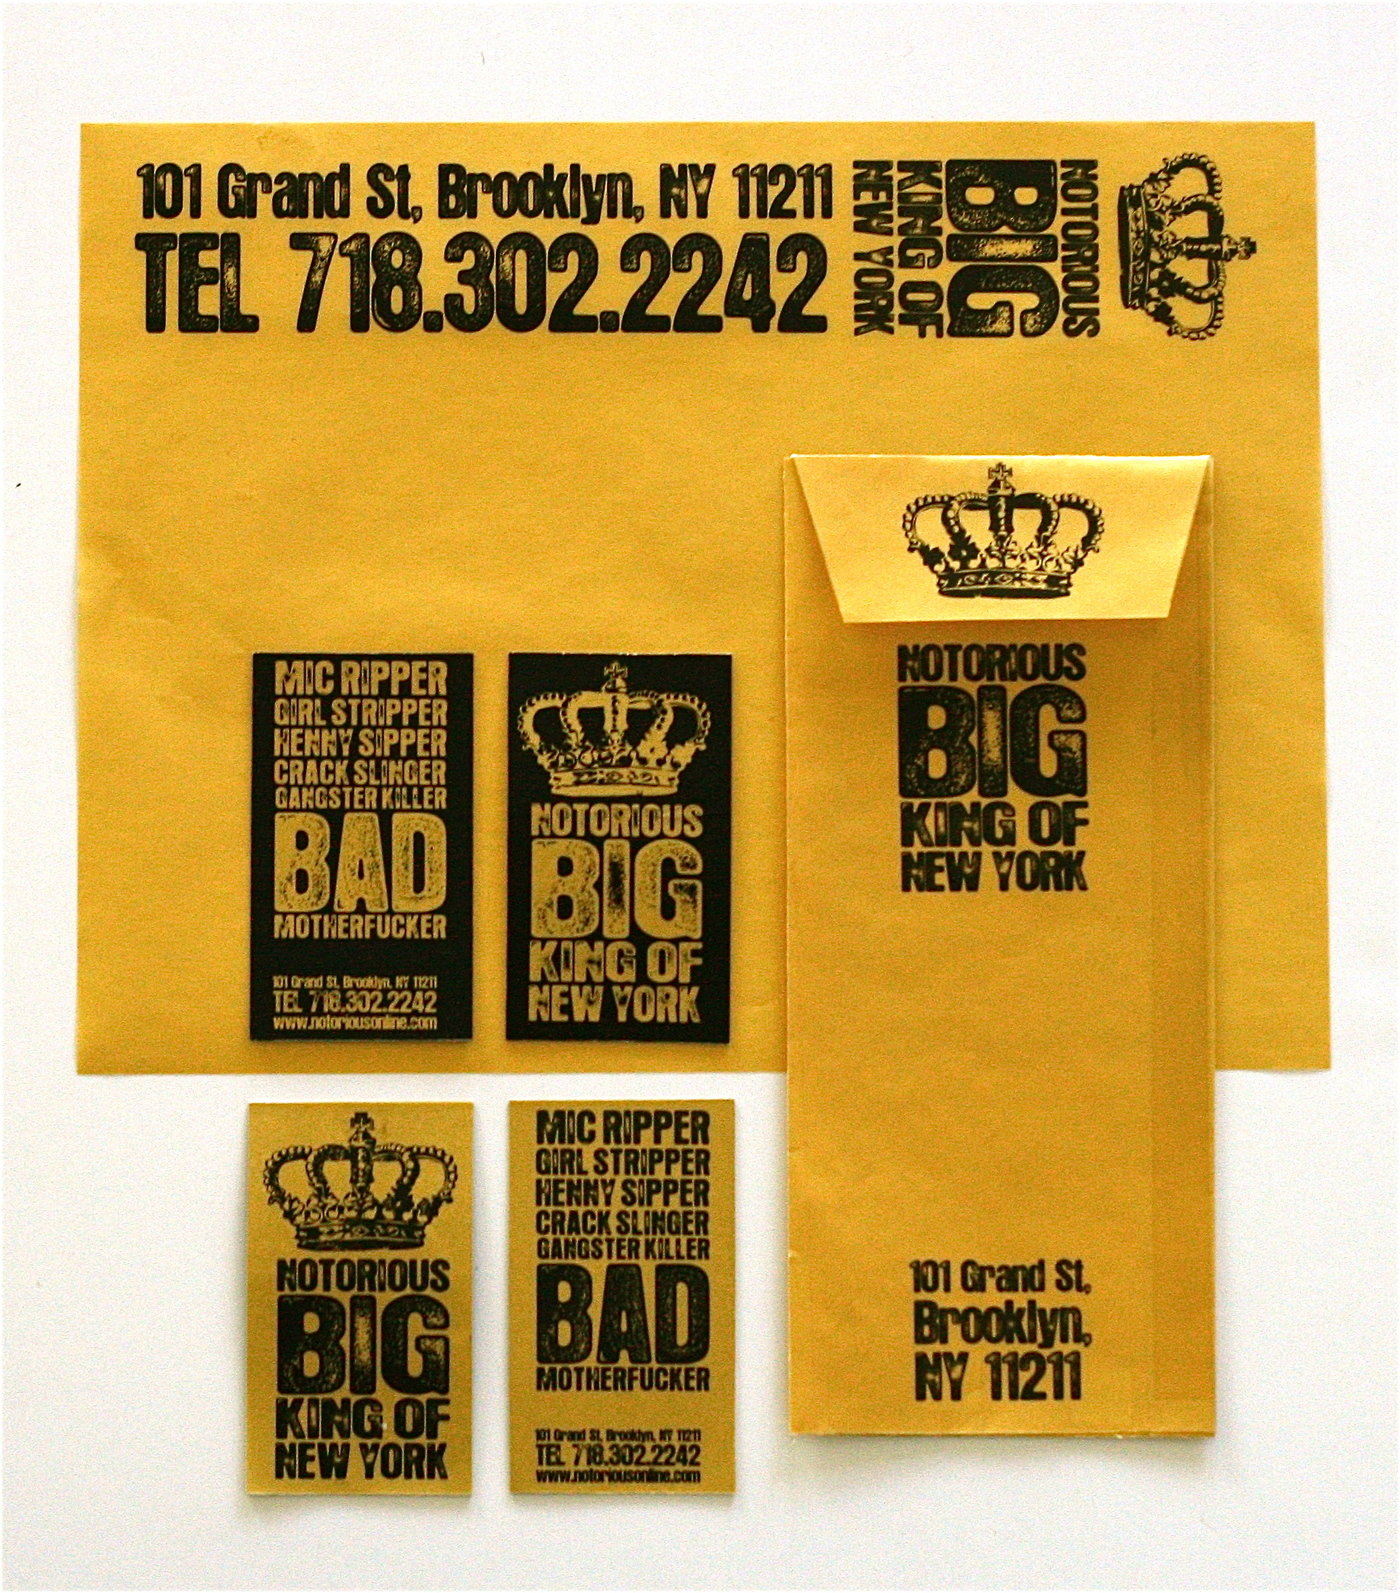 101 Grand St, Brooklyn, NY 11211
TEL 718.302.2242
NOTORIOUS
BIG
KING OF
NEW YORK
NOTORIOUS
BIG
KING OF
NEW YORK
101 Grand St,
Brooklyn,
NY 11211
MIC RIPPER
GIRL STRIPPER
HENNY SIPPER
CRACK SLINGER
GANGSTER KILLER
BAD
MOTHERFUCKER
101 Grand St, Brooklyn, NY 11211
TEL 718.302.2242
www.notoriousonline.com
NOTORIOUS
BIG
KING OF
NEW YORK
NOTORIOUS
BIG
KING OF
NEW YORK
MIC RIPPER
GIRL STRIPPER
HENNY SIPPER
CRACK SLINGER
GANGSTER KILLER
BAD
MOTHERFUCKER
101 Grand St, Brooklyn, NY 11211
TEL 718.302.2242
www.notoriousonline.com